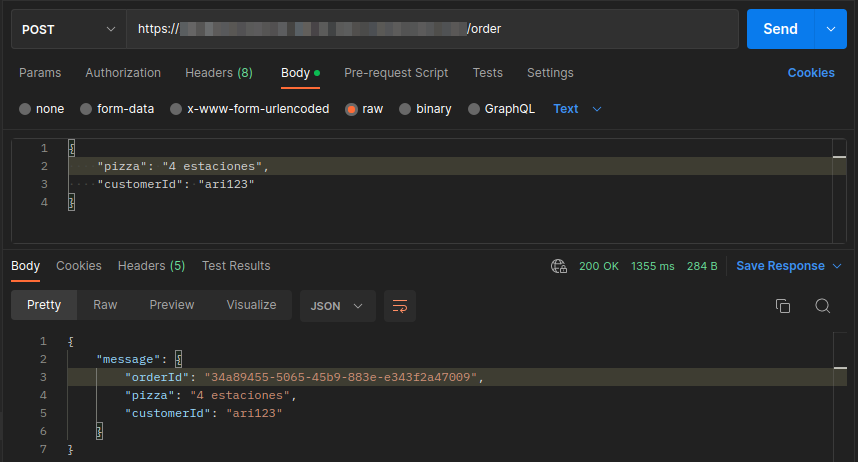 POST https:// /order Send
Params Authorization Headers (8) Body Pre-request Script Tests Settings Cookies
none form-data x-www-form-urlencoded raw binary GraphQL Text
1 {
2 "pizza": "4 estaciones",
3 "customerId": "ari123"
4 }
Body Cookies Headers (5) Test Results 200 OK 1355 ms 284 B Save Response
Pretty Raw Preview Visualize JSON
1 {
2 "message": {
3 "orderId": "34a89455-5065-45b9-883e-e343f2a47009",
4 "pizza": "4 estaciones",
5 "customerId": "ari123"
6 }
7 }